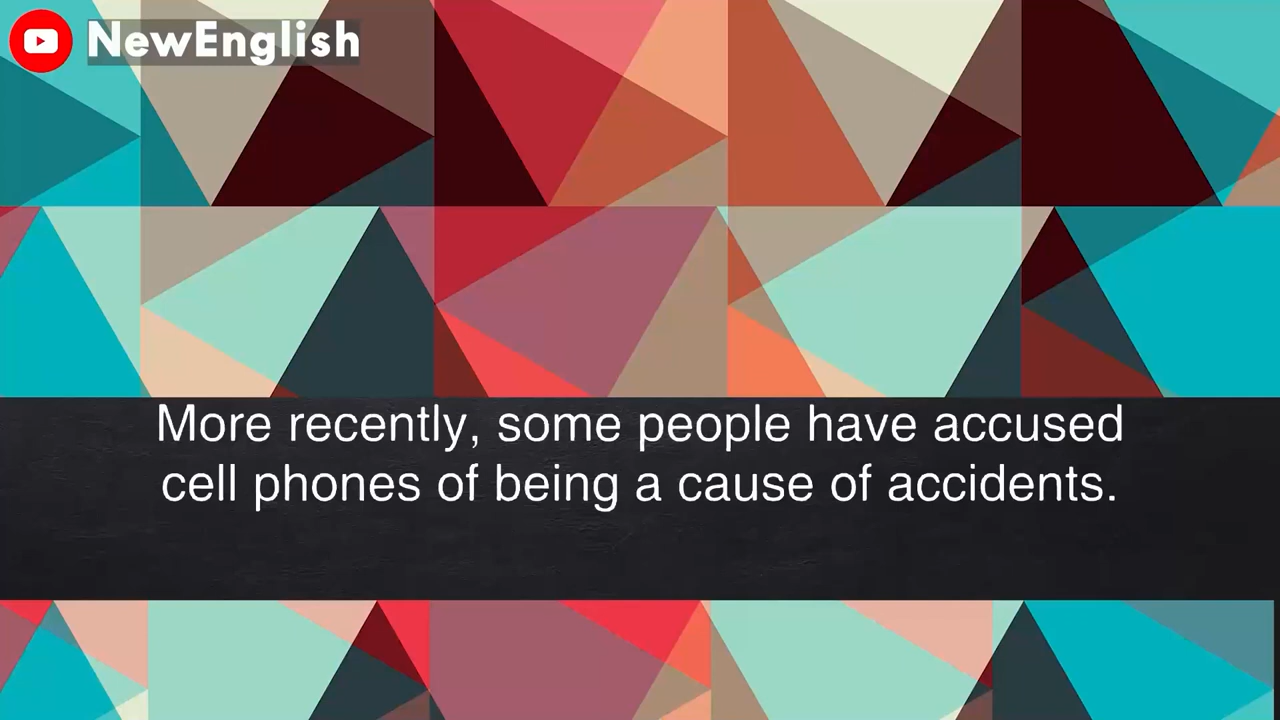 NewEnglish
More recently, some people have accused
cell phones of being a cause of accidents.